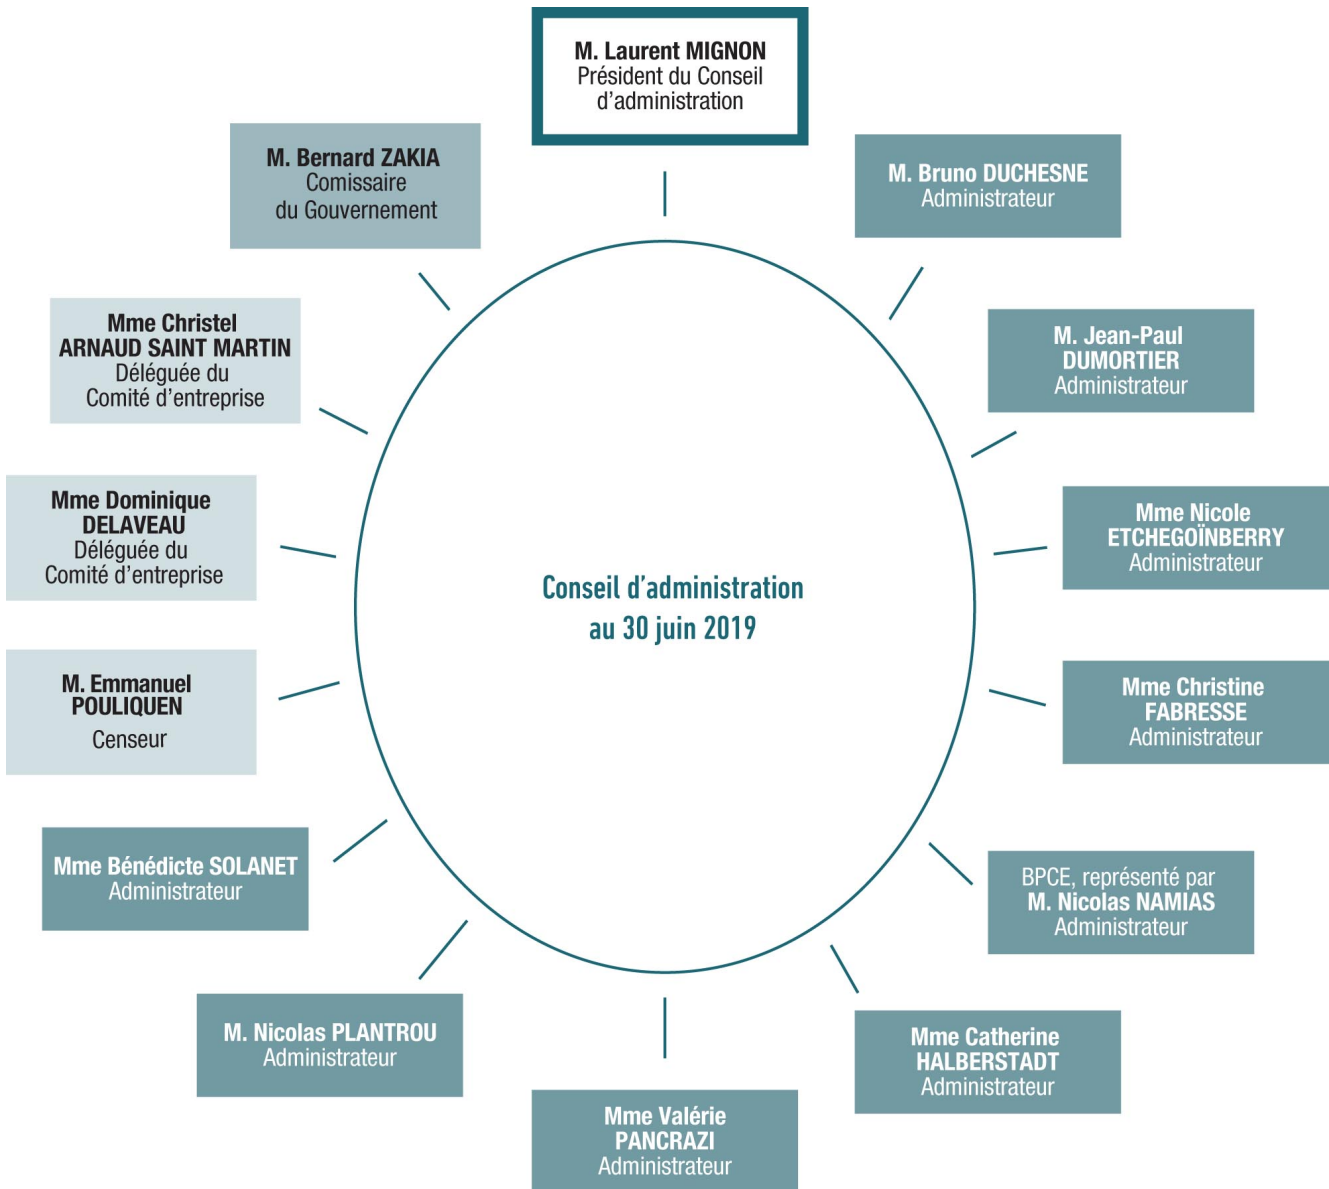 M. Laurent MIGNON
Président du Conseil
d’administration
M. Bruno DUCHESNE
Administrateur
M. Jean-Paul
DUMORTIER
Administrateur
Mme Nicole
ETCHEGOÏNBERRY
Administrateur
Mme Christine
FABRESSE
Administrateur
BPCE, représenté par
M. Nicolas NAMIAS
Administrateur
Mme Catherine
HALBERSTADT
Administrateur
Mme Valérie
PANCRAZI
Administrateur
M. Nicolas PLANTROU
Administrateur
Mme Bénédicte SOLANET
Administrateur
M. Emmanuel
POULIQUEN
Censeur
Mme Dominique
DELAVEAU
Déléguée du
Comité d’entreprise
Mme Christel
ARNAUD SAINT MARTIN
Déléguée du
Comité d’entreprise
M. Bernard ZAKIA
Comissaire
du Gouvernement
Conseil d’administration
au 30 juin 2019